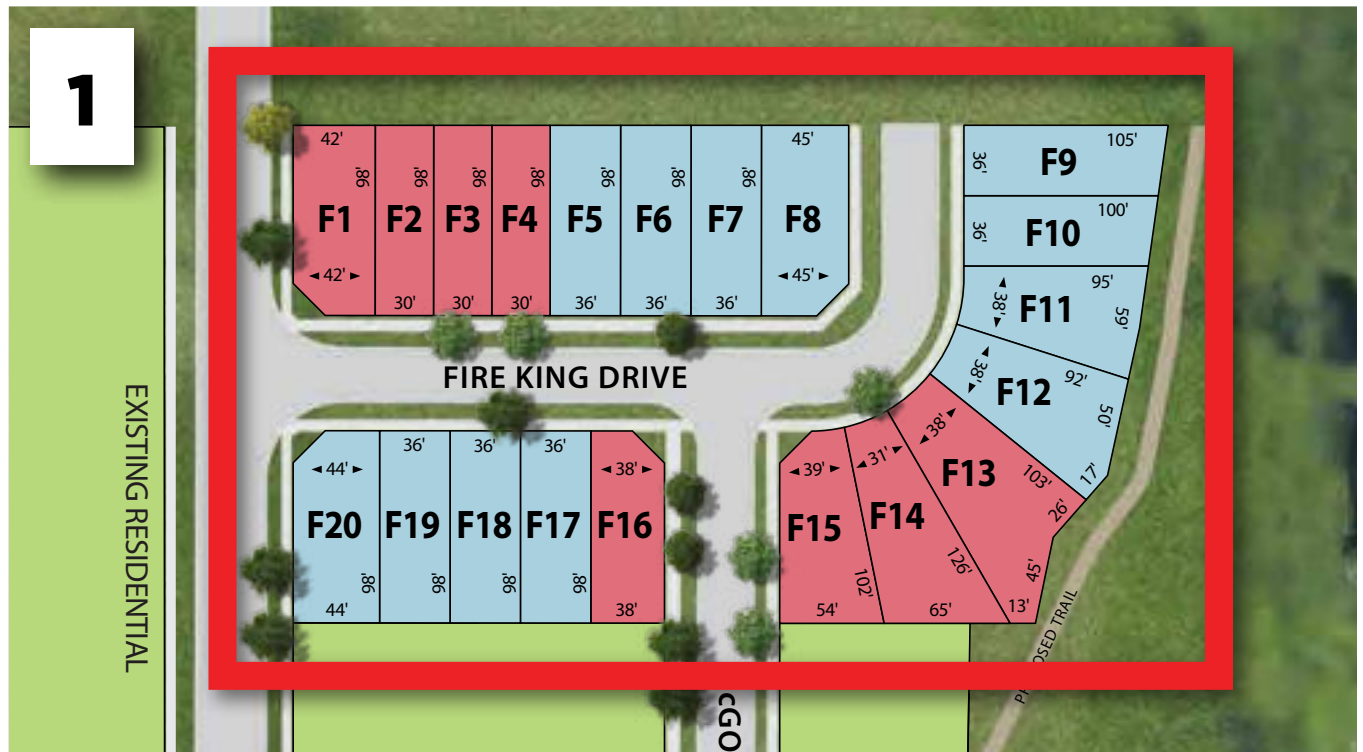 1
42'
98'
98'
98'
98'
98'
98'
98'
45'
F1
F2
F3
F4
F5
F6
F7
F8
42'
45'
30'
30'
30'
36'
36'
36'
105'
36'
F9
100'
36'
F10
95'
38'
F11
59'
38'
92'
F12
50'
17'
FIRE KING DRIVE
EXISTING RESIDENTIAL
44'
36'
36'
36'
38'
F20
F19
F18
F17
F16
98'
98'
98'
98'
44'
38'
39'
31'
38'
F15
F14
F13
103'
26'
102'
126'
45'
54'
65'
13'
OSED TRAIL
cGO